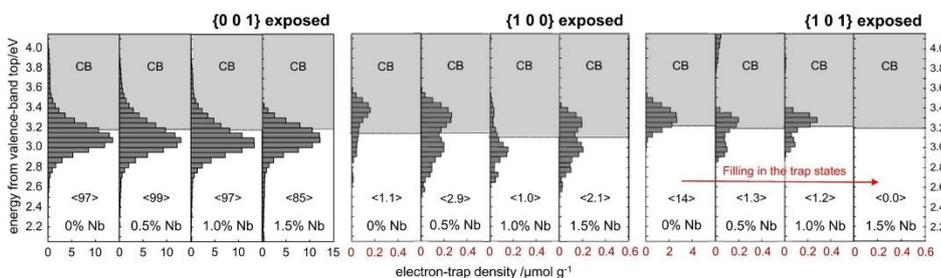 {0 0 1} exposed
{1 0 0} exposed
{1 0 1} exposed
energy from valence-band top/eV
4.0
3.8
3.6
3.4
3.2
3.0
2.8
2.6
2.4
2.2
CB CB CB CB
CB CB CB CB
CB CB CB CB
Filling in the trap states
<97> <99> <97> <85>
<1.1> <2.9> <1.0> <2.1>
<14> <1.3> <1.2> <0.0>
0% Nb 0.5% Nb 1.0% Nb 1.5% Nb
0% Nb 0.5% Nb 1.0% Nb 1.5% Nb
0% Nb 0.5% Nb 1.0% Nb 1.5% Nb
0 5 10 0 5 10 0 5 10 0 5 10 15
0 0.2 0.4 0 0.2 0.4 0 0.2 0.4 0 0.2 0.4 0.6
0 2 4 0 0.2 0.4 0 0.2 0.4 0 0.2 0.4 0.6
electron-trap density /μmol g-1